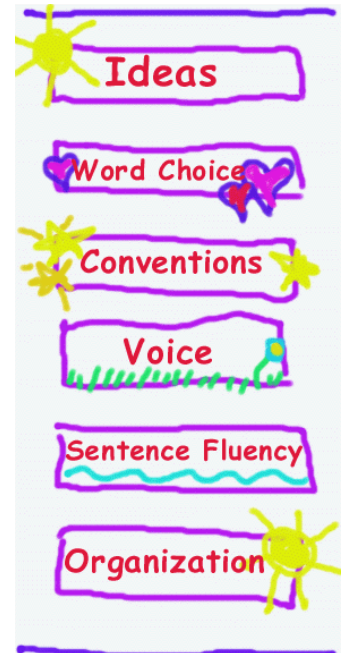 Ideas
Word Choice
Conventions
Voice
Sentence Fluency
Organization